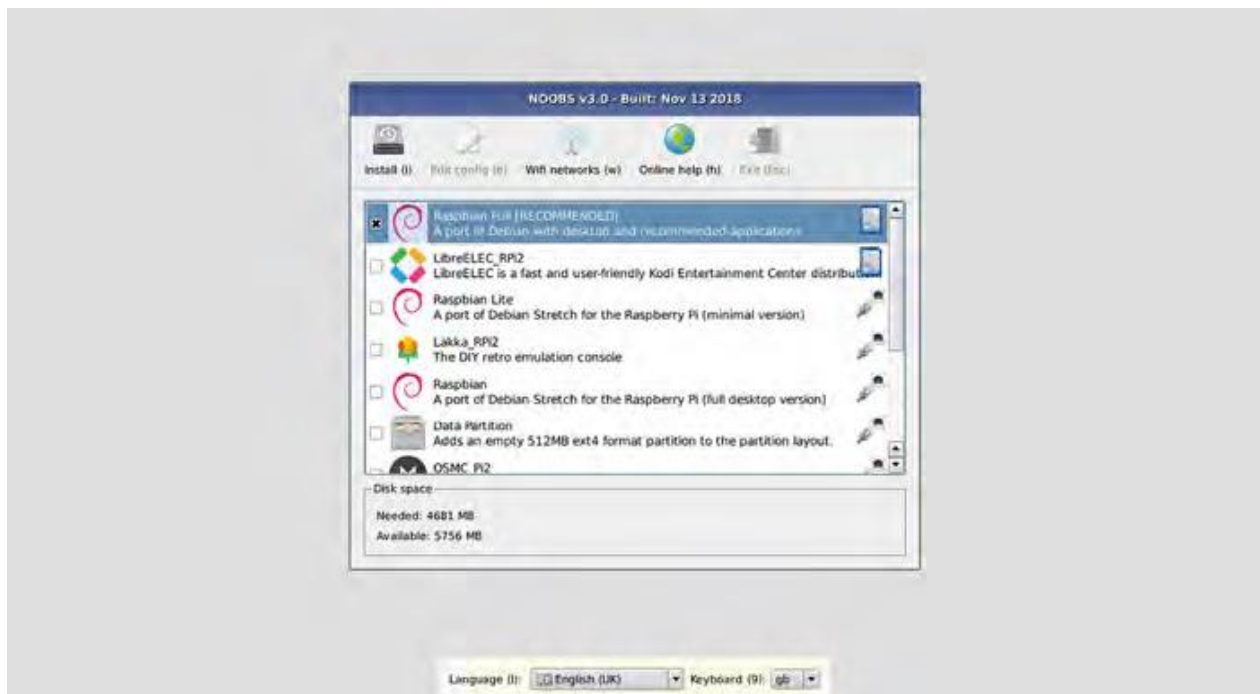 NOOBS v3.0 - Built: Nov 13 2018
Install (i) Edit config (e) Wifi networks (w) Online help (h) Exit (Esc)
Raspbian Full [RECOMMENDED]
A port of Debian with desktop and recommended applications
LibreELEC_RPi2
LibreELEC is a fast and user-friendly Kodi Entertainment Center
Raspbian Lite
A port of Debian Stretch for the Raspberry Pi (minimal version)
Lakka_RPi2
The DIY retro emulation console
Raspbian
A port of Debian Stretch for the Raspberry Pi (full desktop version)
Data Partition
Adds an empty 512MB ext4 format partition to the partition layout.
OSMC_Pi2
Disk space
Needed: 4681 MB
Available: 5756 MB
Language (l): English (UK) Keyboard (9): gb